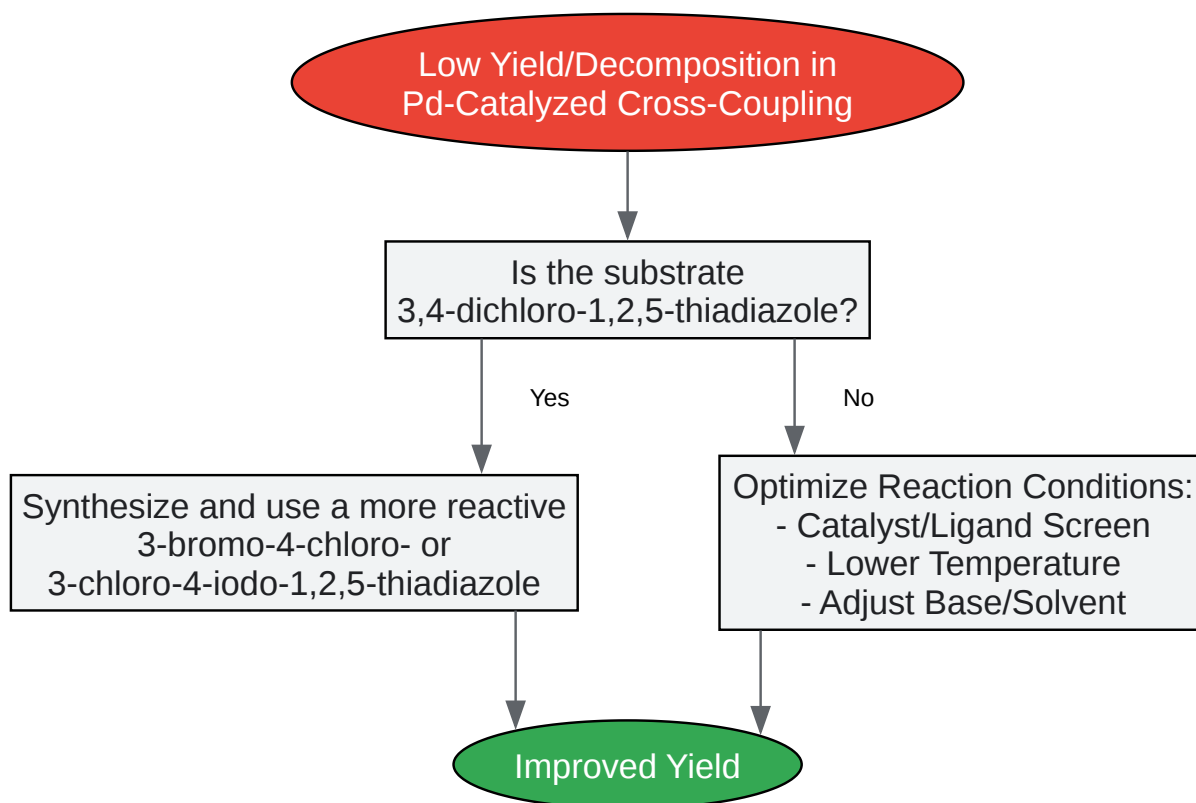 Low Yield/Decomposition in
Pd-Catalyzed Cross-Coupling
Is the substrate
3,4-dichloro-1,2,5-thiadiazole?
Yes
No
Synthesize and use a more reactive
3-bromo-4-chloro- or
3-chloro-4-iodo-1,2,5-thiadiazole
Optimize Reaction Conditions:
- Catalyst/Ligand Screen
- Lower Temperature
- Adjust Base/Solvent
Improved Yield